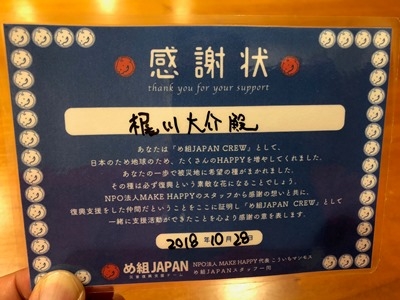 感謝状
thank you for your support
梶川大介殿
あなたは「め組JAPAN CREW」として、
日本のため地球のため、たくさんのHAPPYを増やしてくれました。
あなたの一歩で被災地に希望の種がまかれました。
その種は必ず復興という素敵な花になることでしょう。
NPO法人MAKE HAPPYのスタッフから感謝の想いと共に、
復興支援をした仲間だということをここに証明し「め組JAPAN CREW」として
一緒に支援活動ができたことを心より感謝の意を表します。
2018年10月28日
め組JAPAN
災害復興支援チーム
NPO法人 MAKE HAPPY 代表 こういちマンモス
め組JAPANスタッフ一同